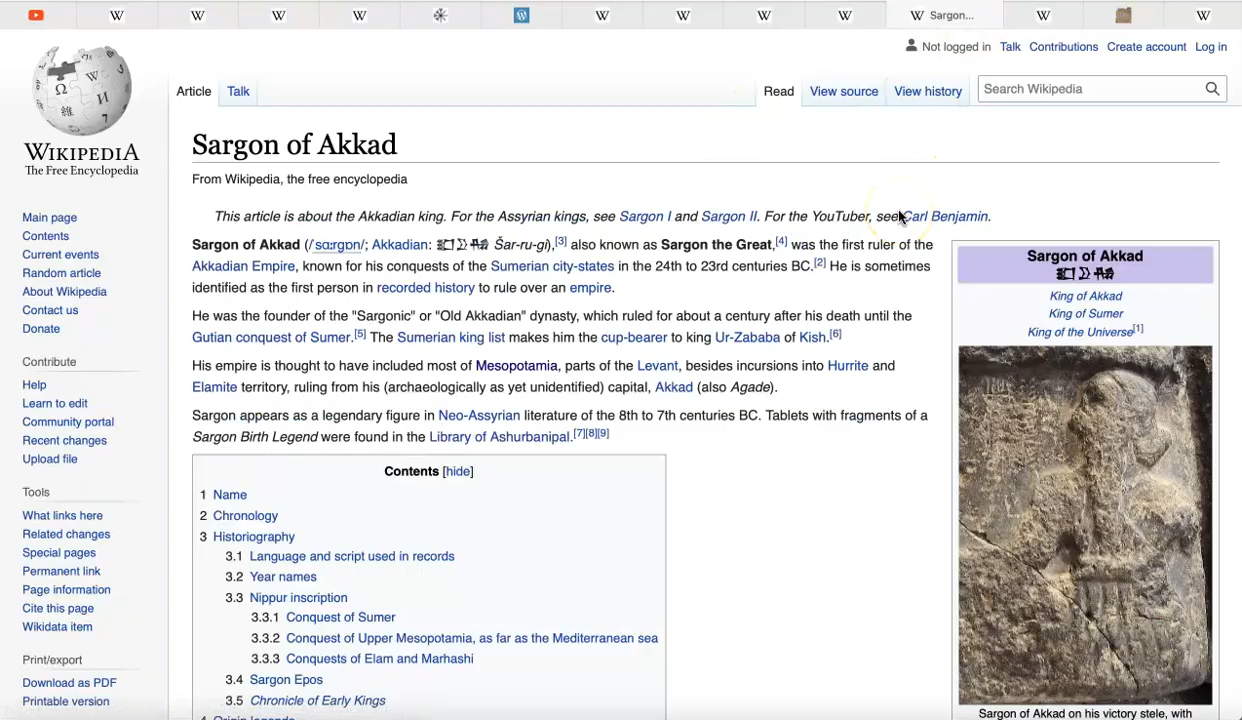 Sargon...
Not logged in Talk Contributions Create account Log in
Article Talk Read View source View history Search Wikipedia
WIKIPEDIA
The Free Encyclopedia
Main page
Contents
Current events
Random article
About Wikipedia
Contact us
Donate
Contribute
Help
Learn to edit
Community portal
Recent changes
Upload file
Tools
What links here
Related changes
Special pages
Permanent link
Page information
Cite this page
Wikidata item
Print/export
Download as PDF
Printable version
Sargon of Akkad
From Wikipedia, the free encyclopedia
This article is about the Akkadian king. For the Assyrian kings, see Sargon I and Sargon II. For the YouTuber, see Carl Benjamin.
Sargon of Akkad (/ˈsɑːrɡɒn/; Akkadian: Šar-ru-gi),[3] also known as Sargon the Great,[4] was the first ruler of the
Akkadian Empire, known for his conquests of the Sumerian city-states in the 24th to 23rd centuries BC.[2] He is sometimes
identified as the first person in recorded history to rule over an empire.
He was the founder of the "Sargonic" or "Old Akkadian" dynasty, which ruled for about a century after his death until the
Gutian conquest of Sumer.[5] The Sumerian king list makes him the cup-bearer to king Ur-Zababa of Kish.[6]
His empire is thought to have included most of Mesopotamia, parts of the Levant, besides incursions into Hurrite and
Elamite territory, ruling from his (archaeologically as yet unidentified) capital, Akkad (also Agade).
Sargon appears as a legendary figure in Neo-Assyrian literature of the 8th to 7th centuries BC. Tablets with fragments of a
Sargon Birth Legend were found in the Library of Ashurbanipal.[7][8][9]
Contents [hide]
1 Name
2 Chronology
3 Historiography
3.1 Language and script used in records
3.2 Year names
3.3 Nippur inscription
3.3.1 Conquest of Sumer
3.3.2 Conquest of Upper Mesopotamia, as far as the Mediterranean sea
3.3.3 Conquests of Elam and Marhashi
3.4 Sargon Epos
3.5 Chronicle of Early Kings
4 Origin legends
Sargon of Akkad
King of Akkad
King of Sumer
King of the Universe[1]
Sargon of Akkad on his victory stele, with